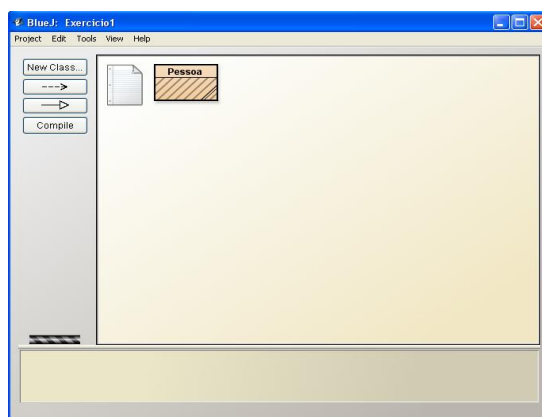 BlueJ: Exercicio1
Project Edit Tools View Help
New Class...
Compile
Pessoa